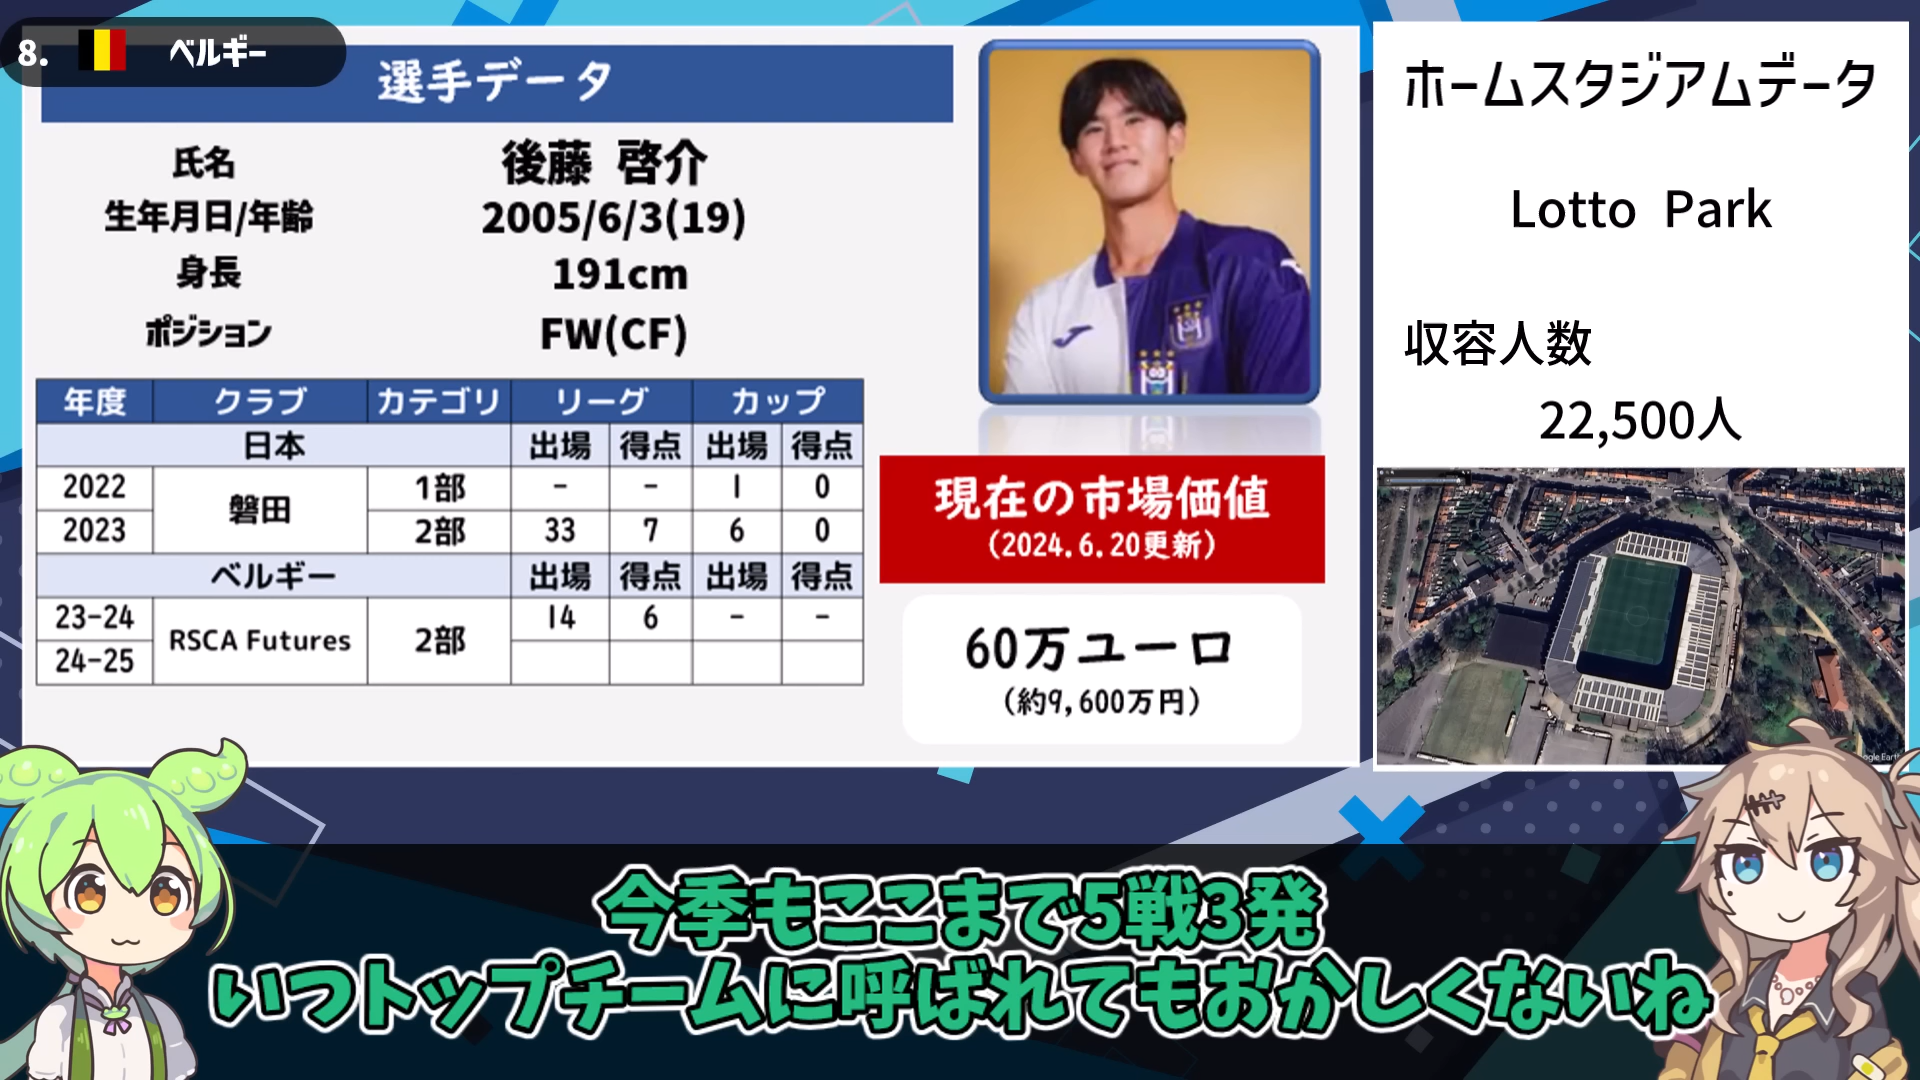 8. ベルギー
選手データ
氏名 後藤 啓介
生年月日/年齢 2005/6/3(19)
身長 191cm
ポジション FW(CF)
年度 クラブ カテゴリ リーグ カップ
日本 出場 得点 出場 得点
2022 磐田 1部 - - 1 0
2023 2部 33 7 6 0
ベルギー 出場 得点 出場 得点
23-24 RSCA Futures 2部 14 6 - -
24-25
現在の市場価値
(2024.6.20更新)
60万ユーロ
(約9,600万円)
ホームスタジアムデータ
Lotto Park
収容人数
22,500人
今季もここまで5戦3発
いつトップチームに呼ばれてもおかしくないね